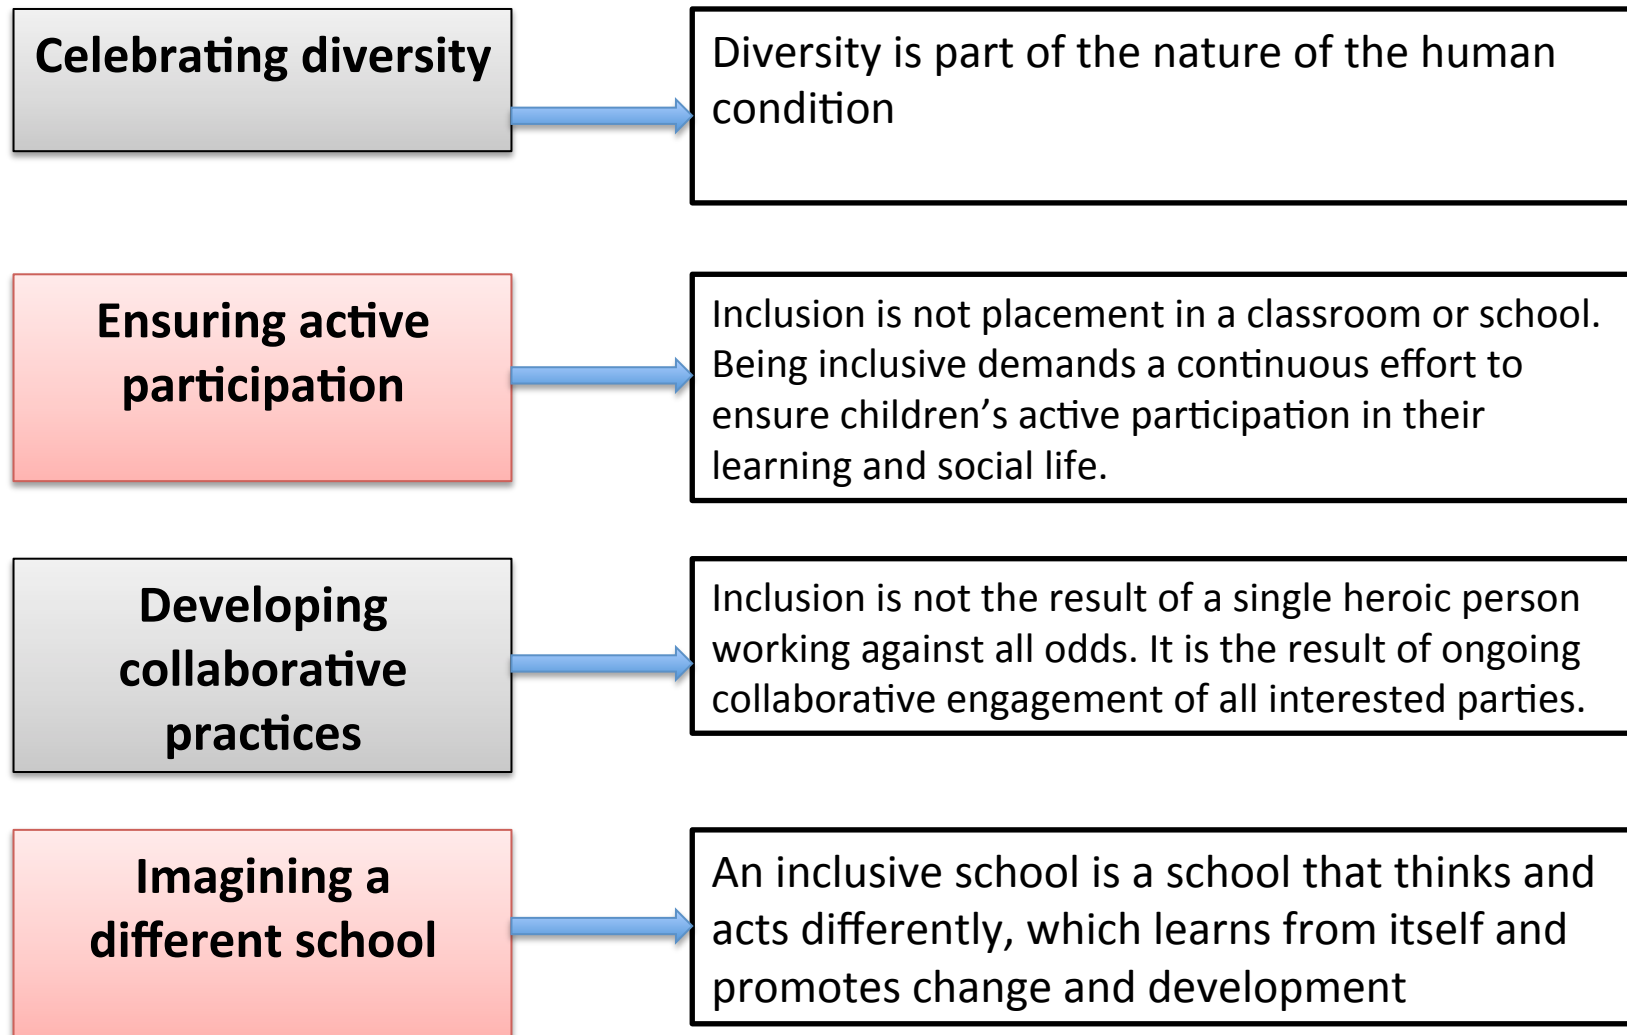 Celebrating diversity
Diversity is part of the nature of the human
condition
Ensuring active
participation
Inclusion is not placement in a classroom or school.
Being inclusive demands a continuous effort to
ensure children’s active participation in their
learning and social life.
Developing
collaborative
practices
Inclusion is not the result of a single heroic person
working against all odds. It is the result of ongoing
collaborative engagement of all interested parties.
Imagining a
different school
An inclusive school is a school that thinks and
acts differently, which learns from itself and
promotes change and development